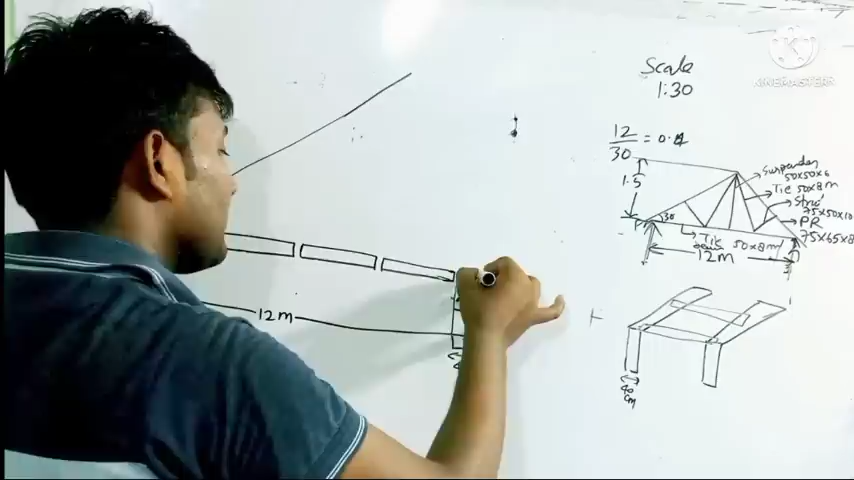 KINEMASTER
Scale
1:30
12
30
= 0.4
1.5
Suspender
50x50x6
Tie 50x8m
Strut
75x50x10
PR
75x65x8
30
Tie
50x8m
12m
12m
40
cm